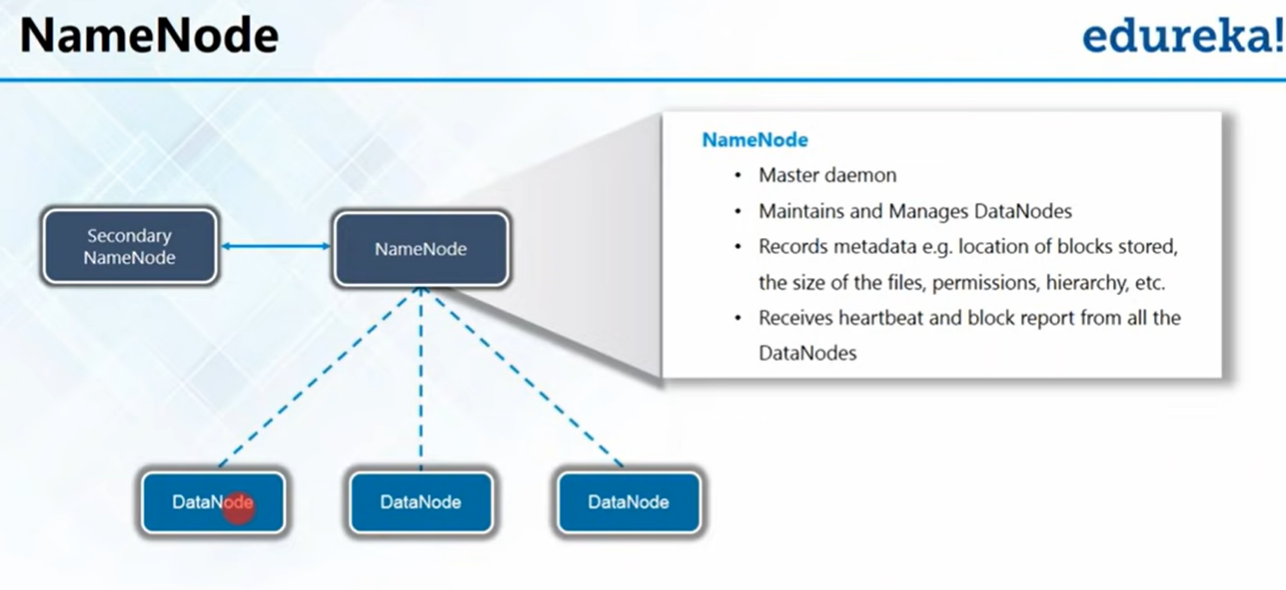 NameNode
edureka!
NameNode
• Master daemon
• Maintains and Manages DataNodes
• Records metadata e.g. location of blocks stored,
the size of the files, permissions, hierarchy, etc.
• Receives heartbeat and block report from all the
DataNodes
Secondary
NameNode
NameNode
DataNode
DataNode
DataNode